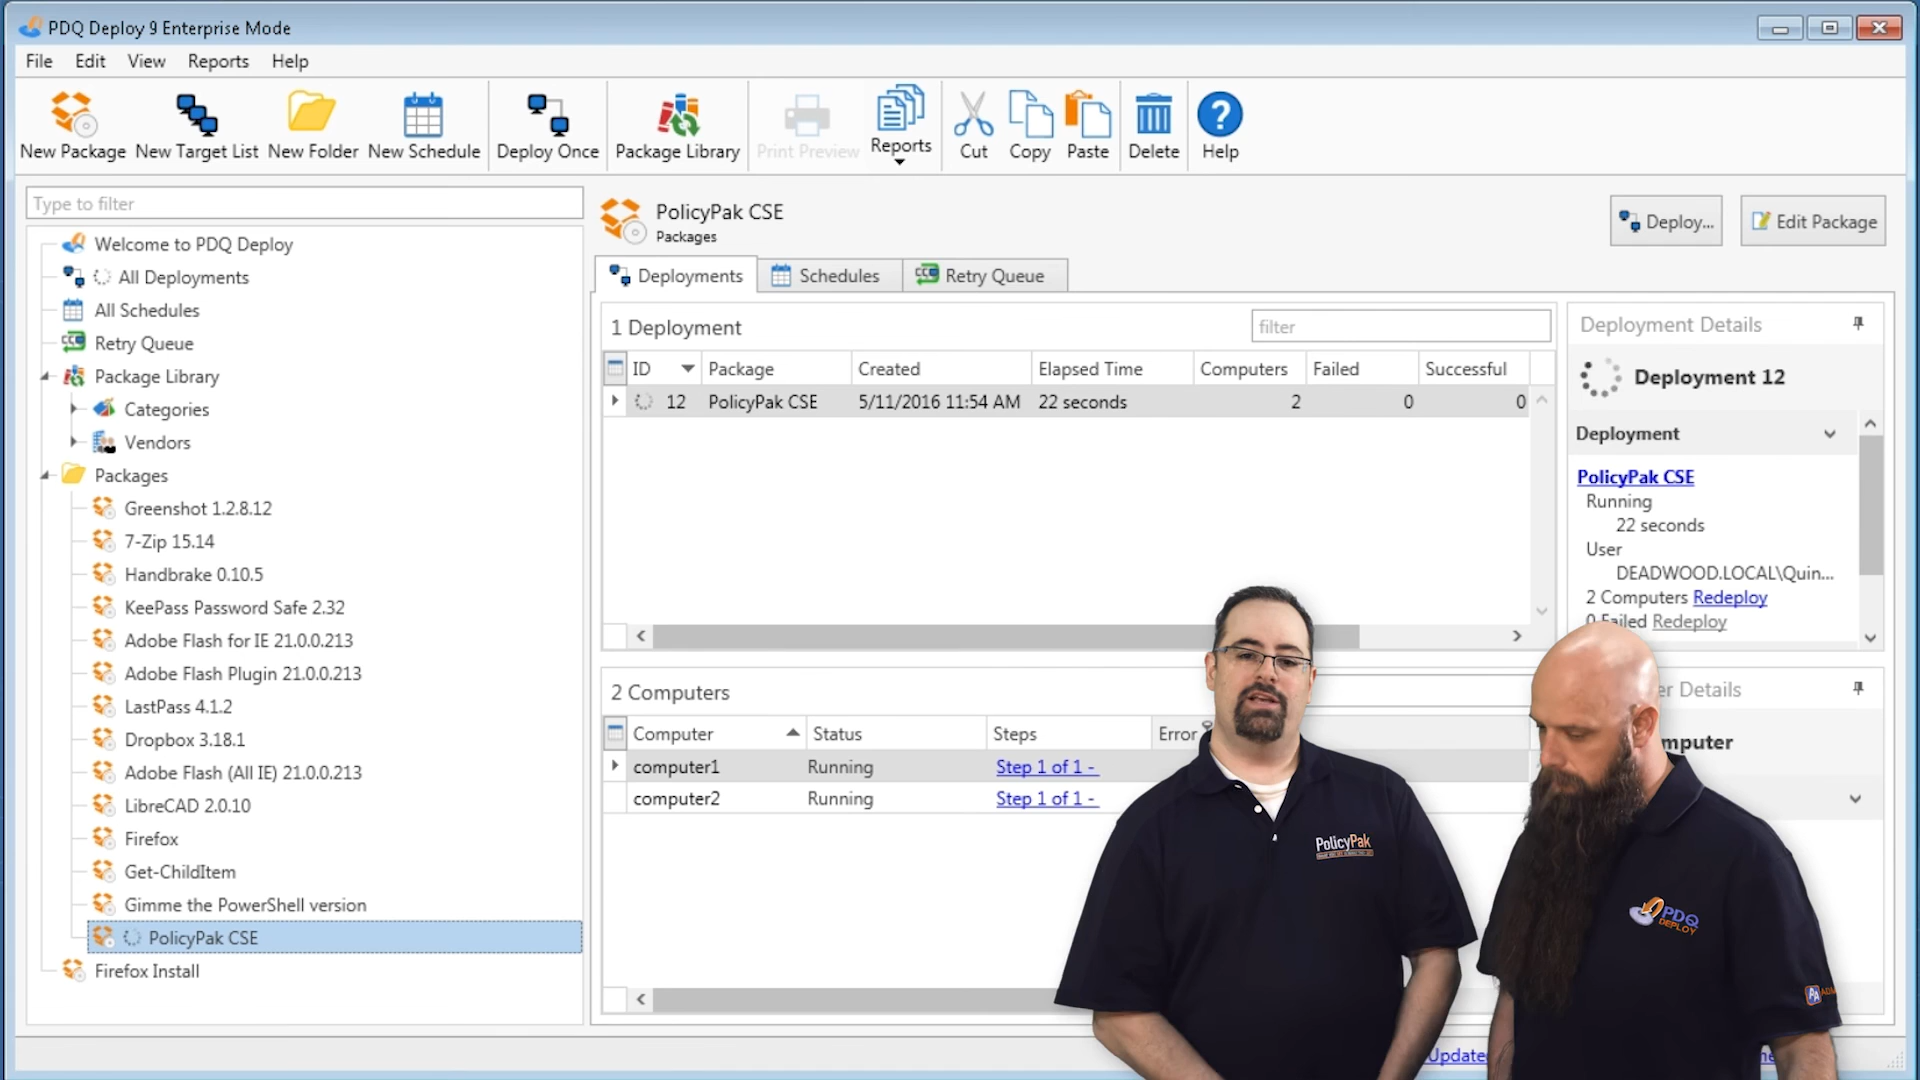 PDQ Deploy 9 Enterprise Mode
File Edit View Reports Help
New Package New Target List New Folder New Schedule Deploy Once Package Library Print Preview Reports Cut Copy Paste Delete Help
Type to filter
Welcome to PDQ Deploy
All Deployments
All Schedules
Retry Queue
Package Library
Categories
Vendors
Packages
Greenshot 1.2.8.12
7-Zip 15.14
Handbrake 0.10.5
KeePass Password Safe 2.32
Adobe Flash for IE 21.0.0.213
Adobe Flash Plugin 21.0.0.213
LastPass 4.1.2
Dropbox 3.18.1
Adobe Flash (All IE) 21.0.0.213
LibreCAD 2.0.10
Firefox
Get-ChildItem
Gimme the PowerShell version
PolicyPak CSE
Firefox Install
PolicyPak CSE
Packages
Deploy... Edit Package
Deployments Schedules Retry Queue
1 Deployment filter
ID Package Created Elapsed Time Computers Failed Successful
12 PolicyPak CSE 5/11/2016 11:54 AM 22 seconds 2 0 0
Deployment Details
Deployment 12
Deployment
PolicyPak CSE
Running
22 seconds
User
DEADWOOD.LOCAL\Quin...
2 Computers Redeploy
0 Failed Redeploy
2 Computers
Computer Status Steps Error
computer1 Running Step 1 of 1 -
computer2 Running Step 1 of 1 -
Details
PolicyPak
PDQ
DEPLOY
Update